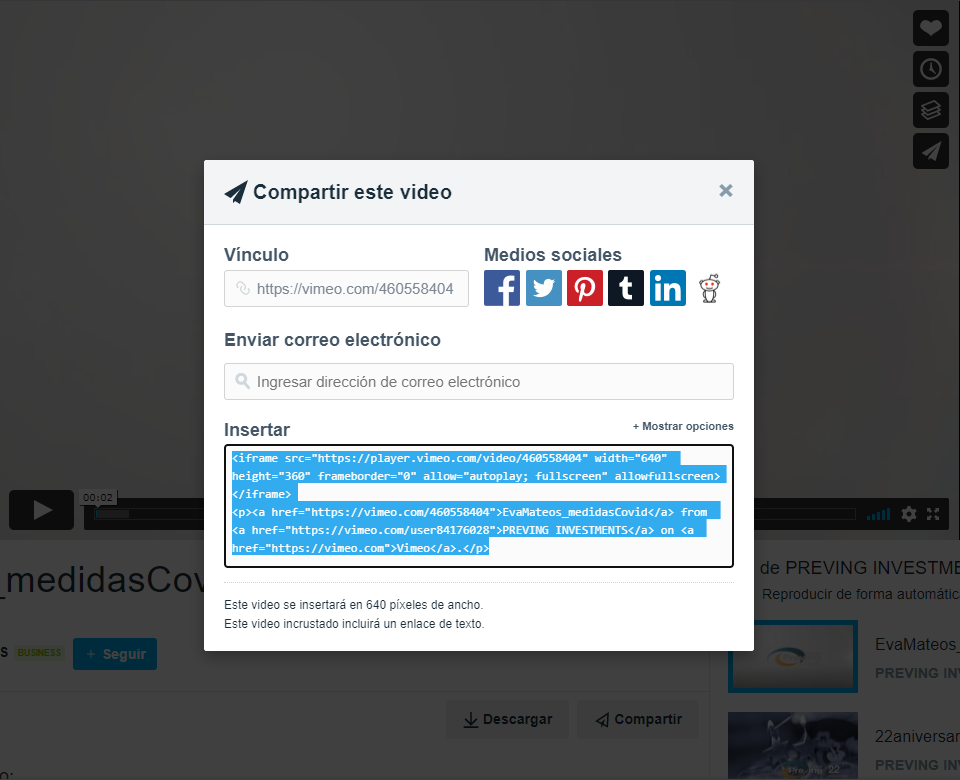 Compartir este video
Vínculo
Medios sociales
https://vimeo.com/460558404
Enviar correo electrónico
Ingresar dirección de correo electrónico
Insertar
+ Mostrar opciones
<iframe src="https://player.vimeo.com/video/460558404" width="640"
height="360" frameborder="0" allow="autoplay; fullscreen" allowfullscreen>
</iframe>
<p><a href="https://vimeo.com/460558404">EvaMateos_medidasCovid</a> from
<a href="https://vimeo.com/user84176028">PREVING INVESTMENTS</a> on <a
href="https://vimeo.com">Vimeo</a>.</p>
00:02
Este video se insertará en 640 píxeles de ancho.
Este video incrustado incluirá un enlace de texto.
_medidasCov
de PREVING INVESTME
Reproducir de forma automátic
S BUSINESS
+ Seguir
EvaMateos_
PREVING IN
Descargar
Compartir
22aniversar
PREVING IN
o: